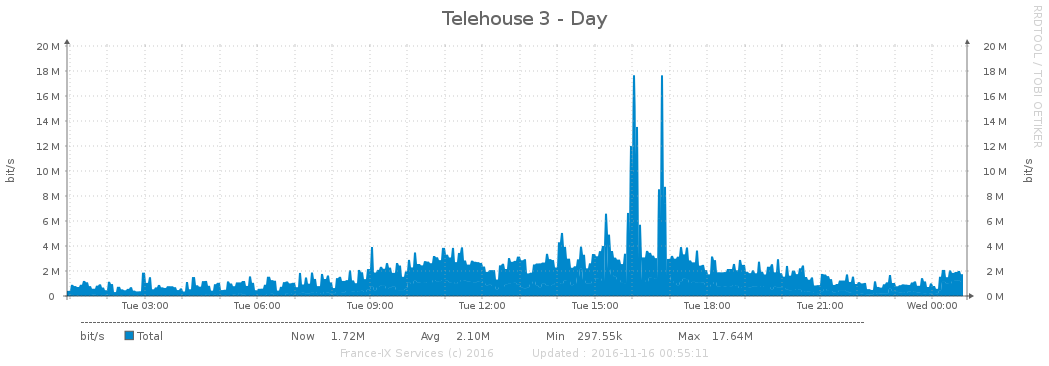 Telehouse 3 - Day
RRDTOOL / TOBI OETIKER
20 M 20 M
18 M 18 M
16 M 16 M
14 M 14 M
12 M 12 M
10 M 10 M
8 M 8 M
6 M 6 M
4 M 4 M
2 M 2 M
0 0 M
bit/s
bit/s
Tue 03:00 Tue 06:00 Tue 09:00 Tue 12:00 Tue 15:00 Tue 18:00 Tue 21:00 Wed 00:00
bit/s Total Now 1.72M Avg 2.10M Min 297.55k Max 17.64M
France-IX Services (c) 2016 Updated : 2016-11-16 00:55:11